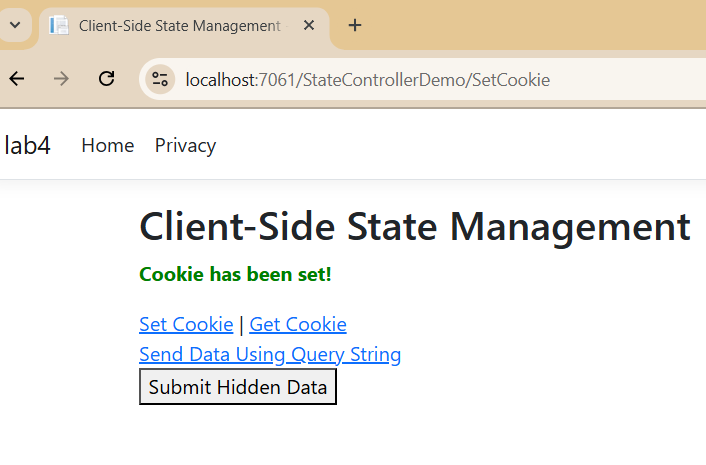 Client-Side State Management
localhost:7061/StateControllerDemo/SetCookie
lab4 Home Privacy
Client-Side State Management
Cookie has been set!
Set Cookie | Get Cookie
Send Data Using Query String
Submit Hidden Data